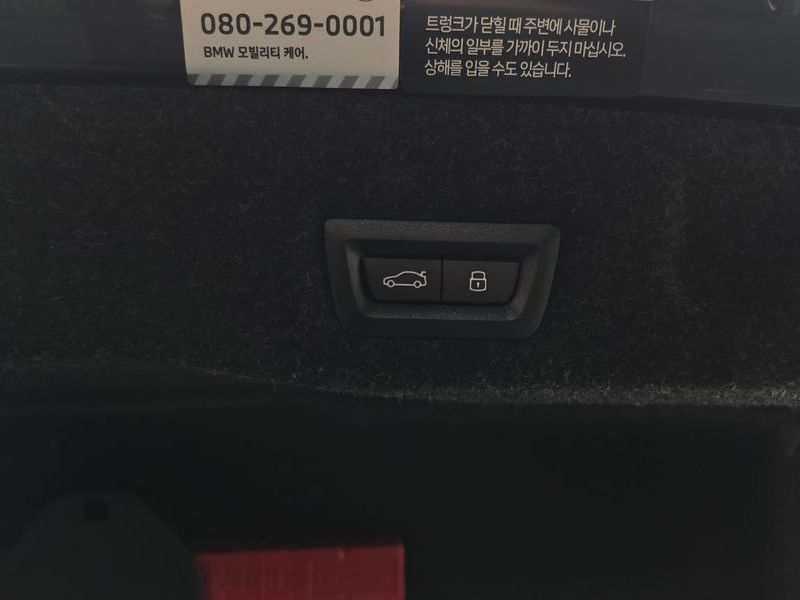 080-269-0001
BMW 모빌리티 케어.
트렁크가 닫힐 때 주변에 사물이나
신체의 일부를 가까이 두지 마십시오.
상해를 입을 수도 있습니다.